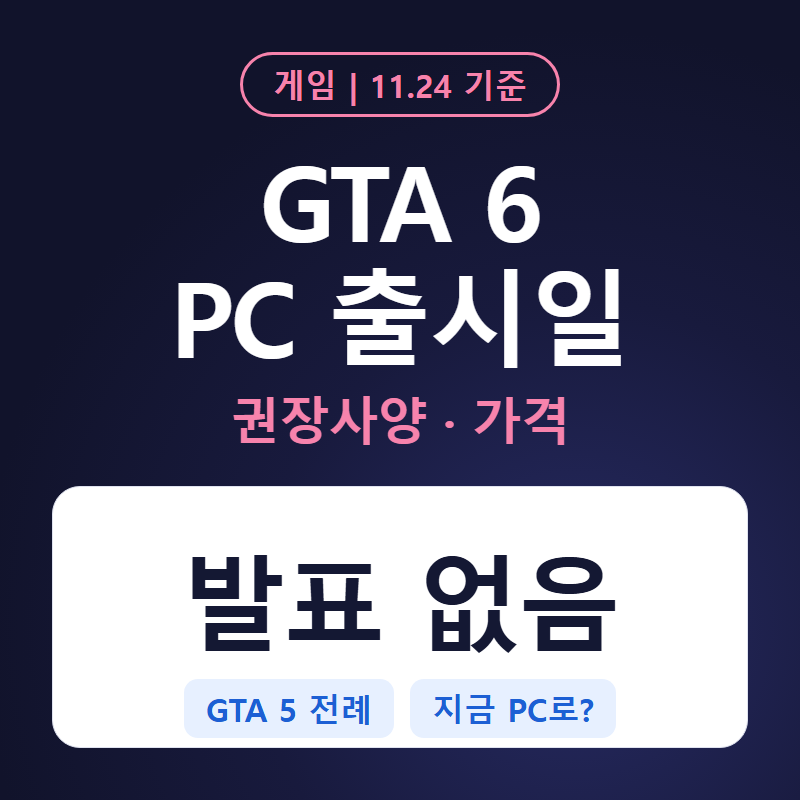 게임 | 11.24 기준
GTA 6
PC 출시일
권장사양 · 가격
발표 없음
GTA 5 전례 지금 PC로?